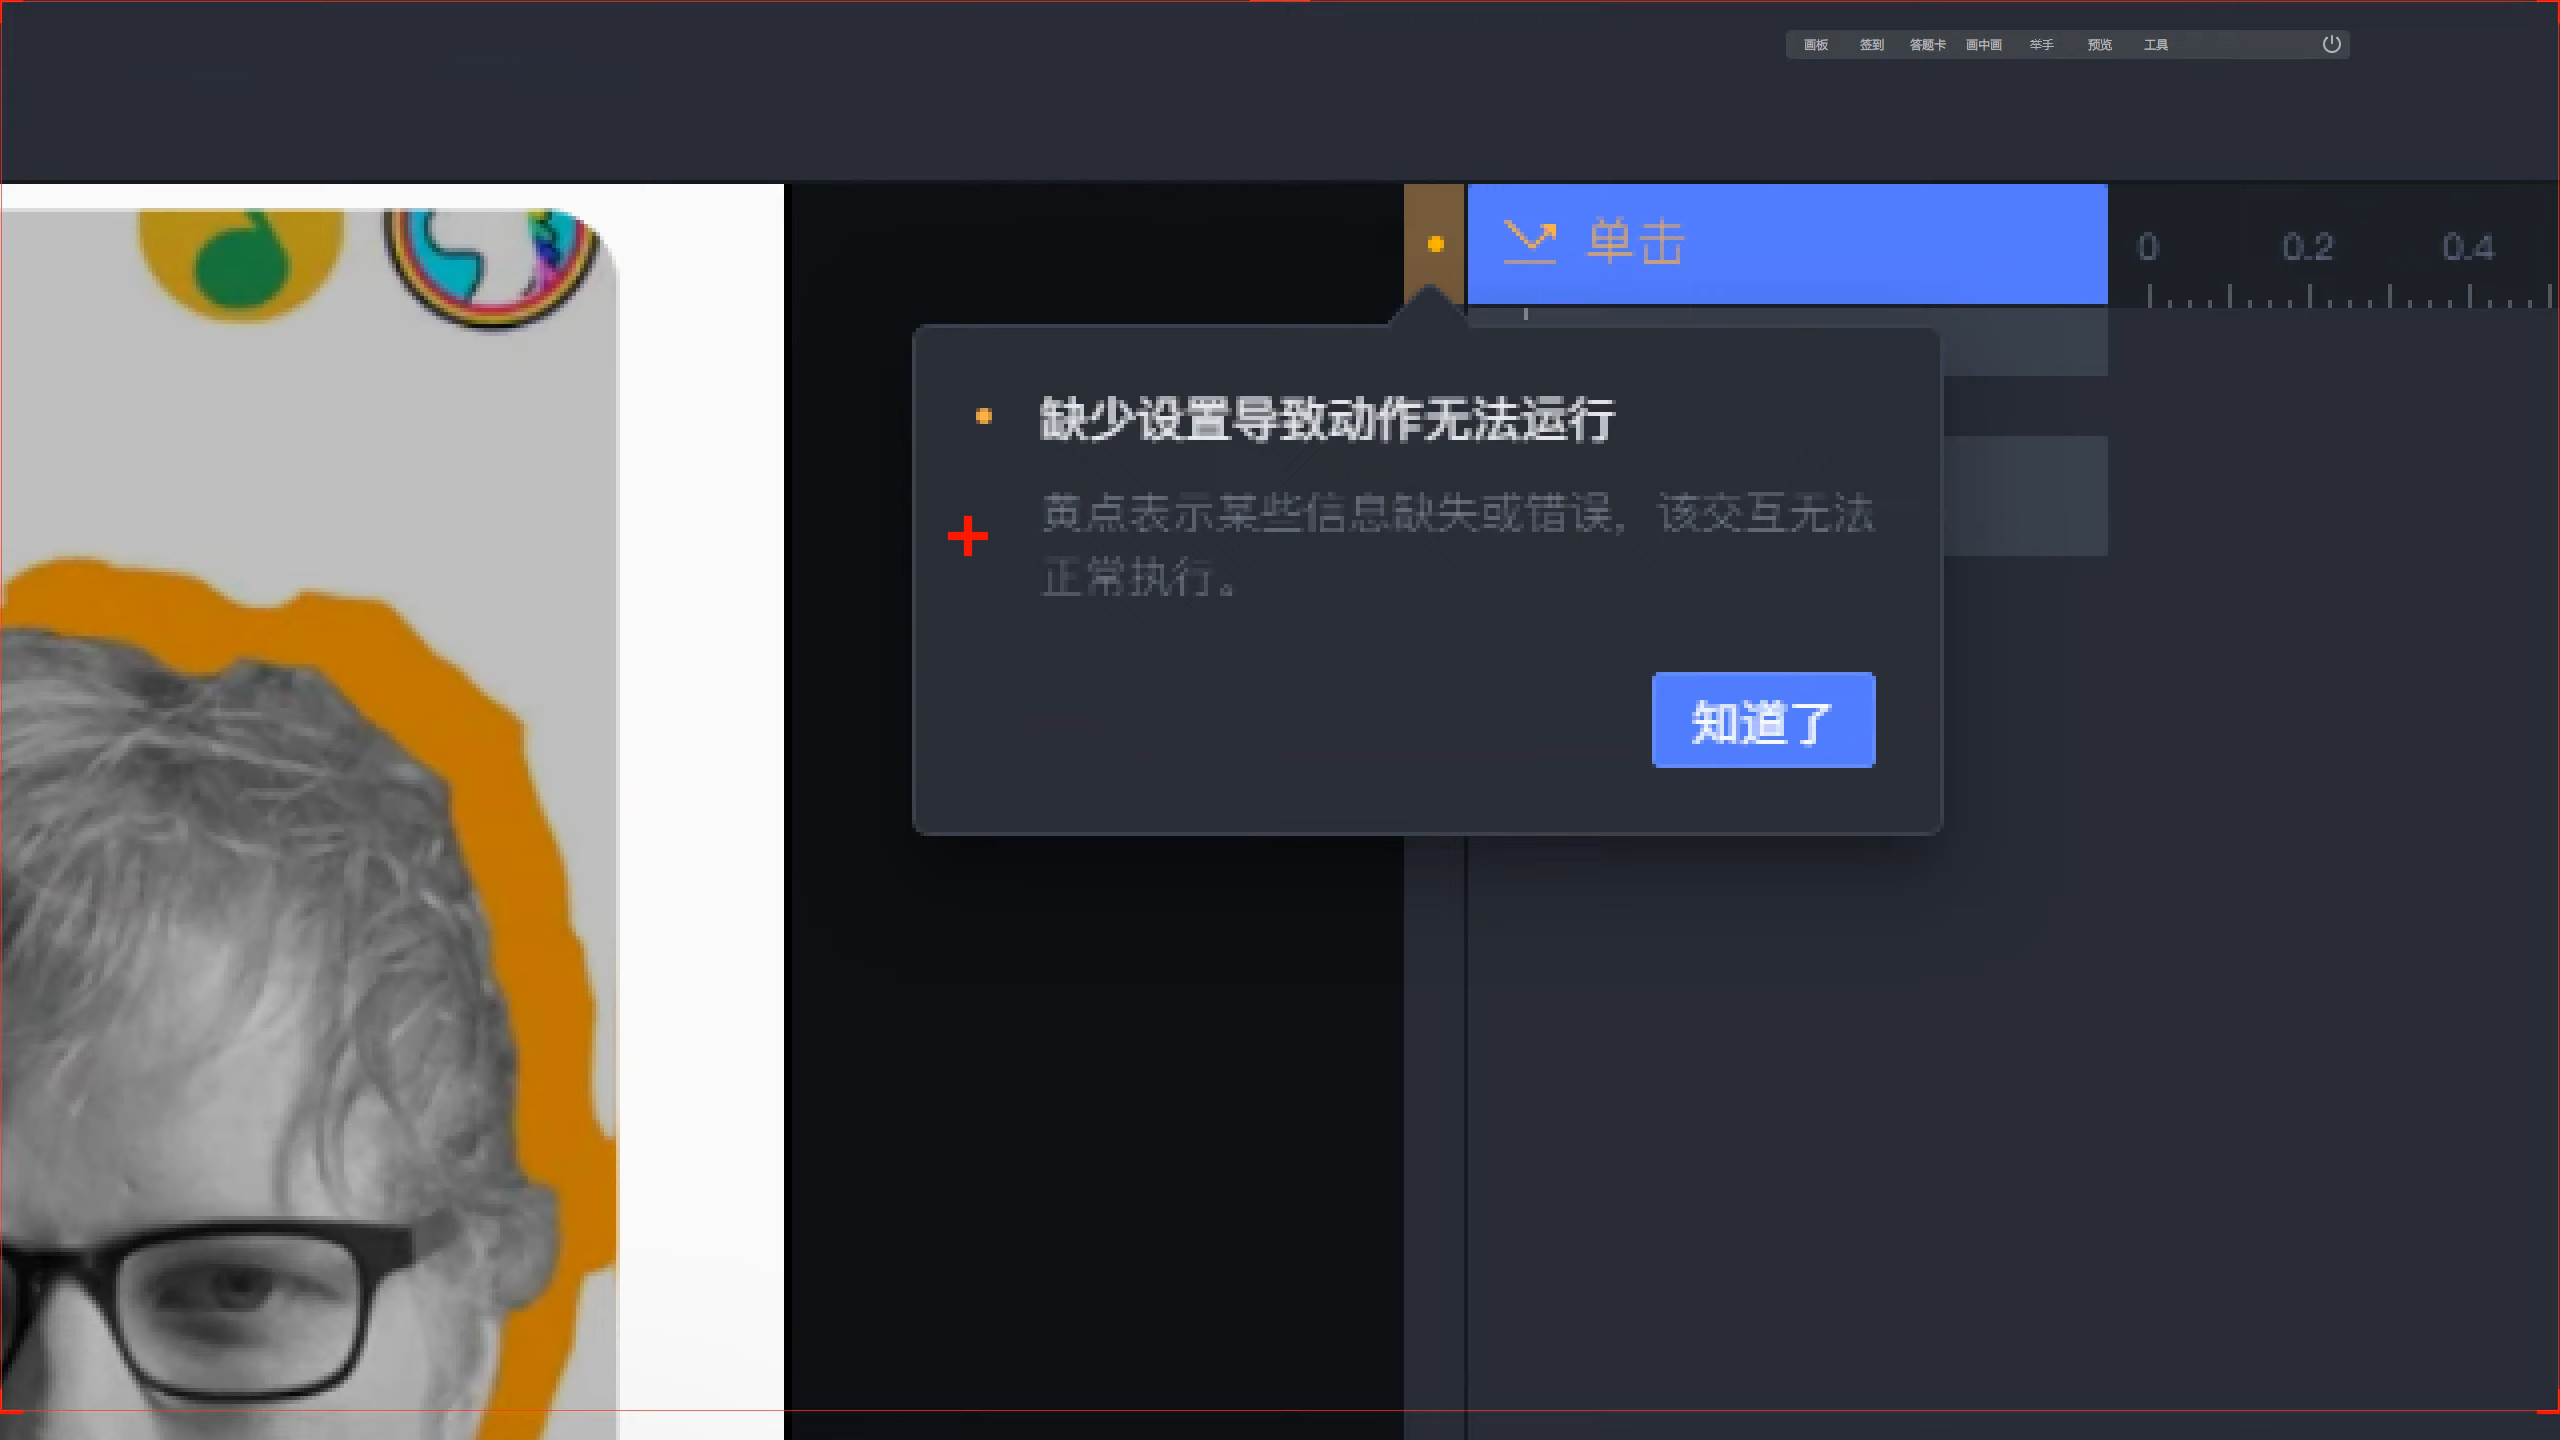 画板 签到 答题卡 画中画 举手 预览 工具
单击
0 0.2 0.4
缺少设置导致动作无法运行
黄点表示某些信息缺失或错误，该交互无法
正常执行。
知道了